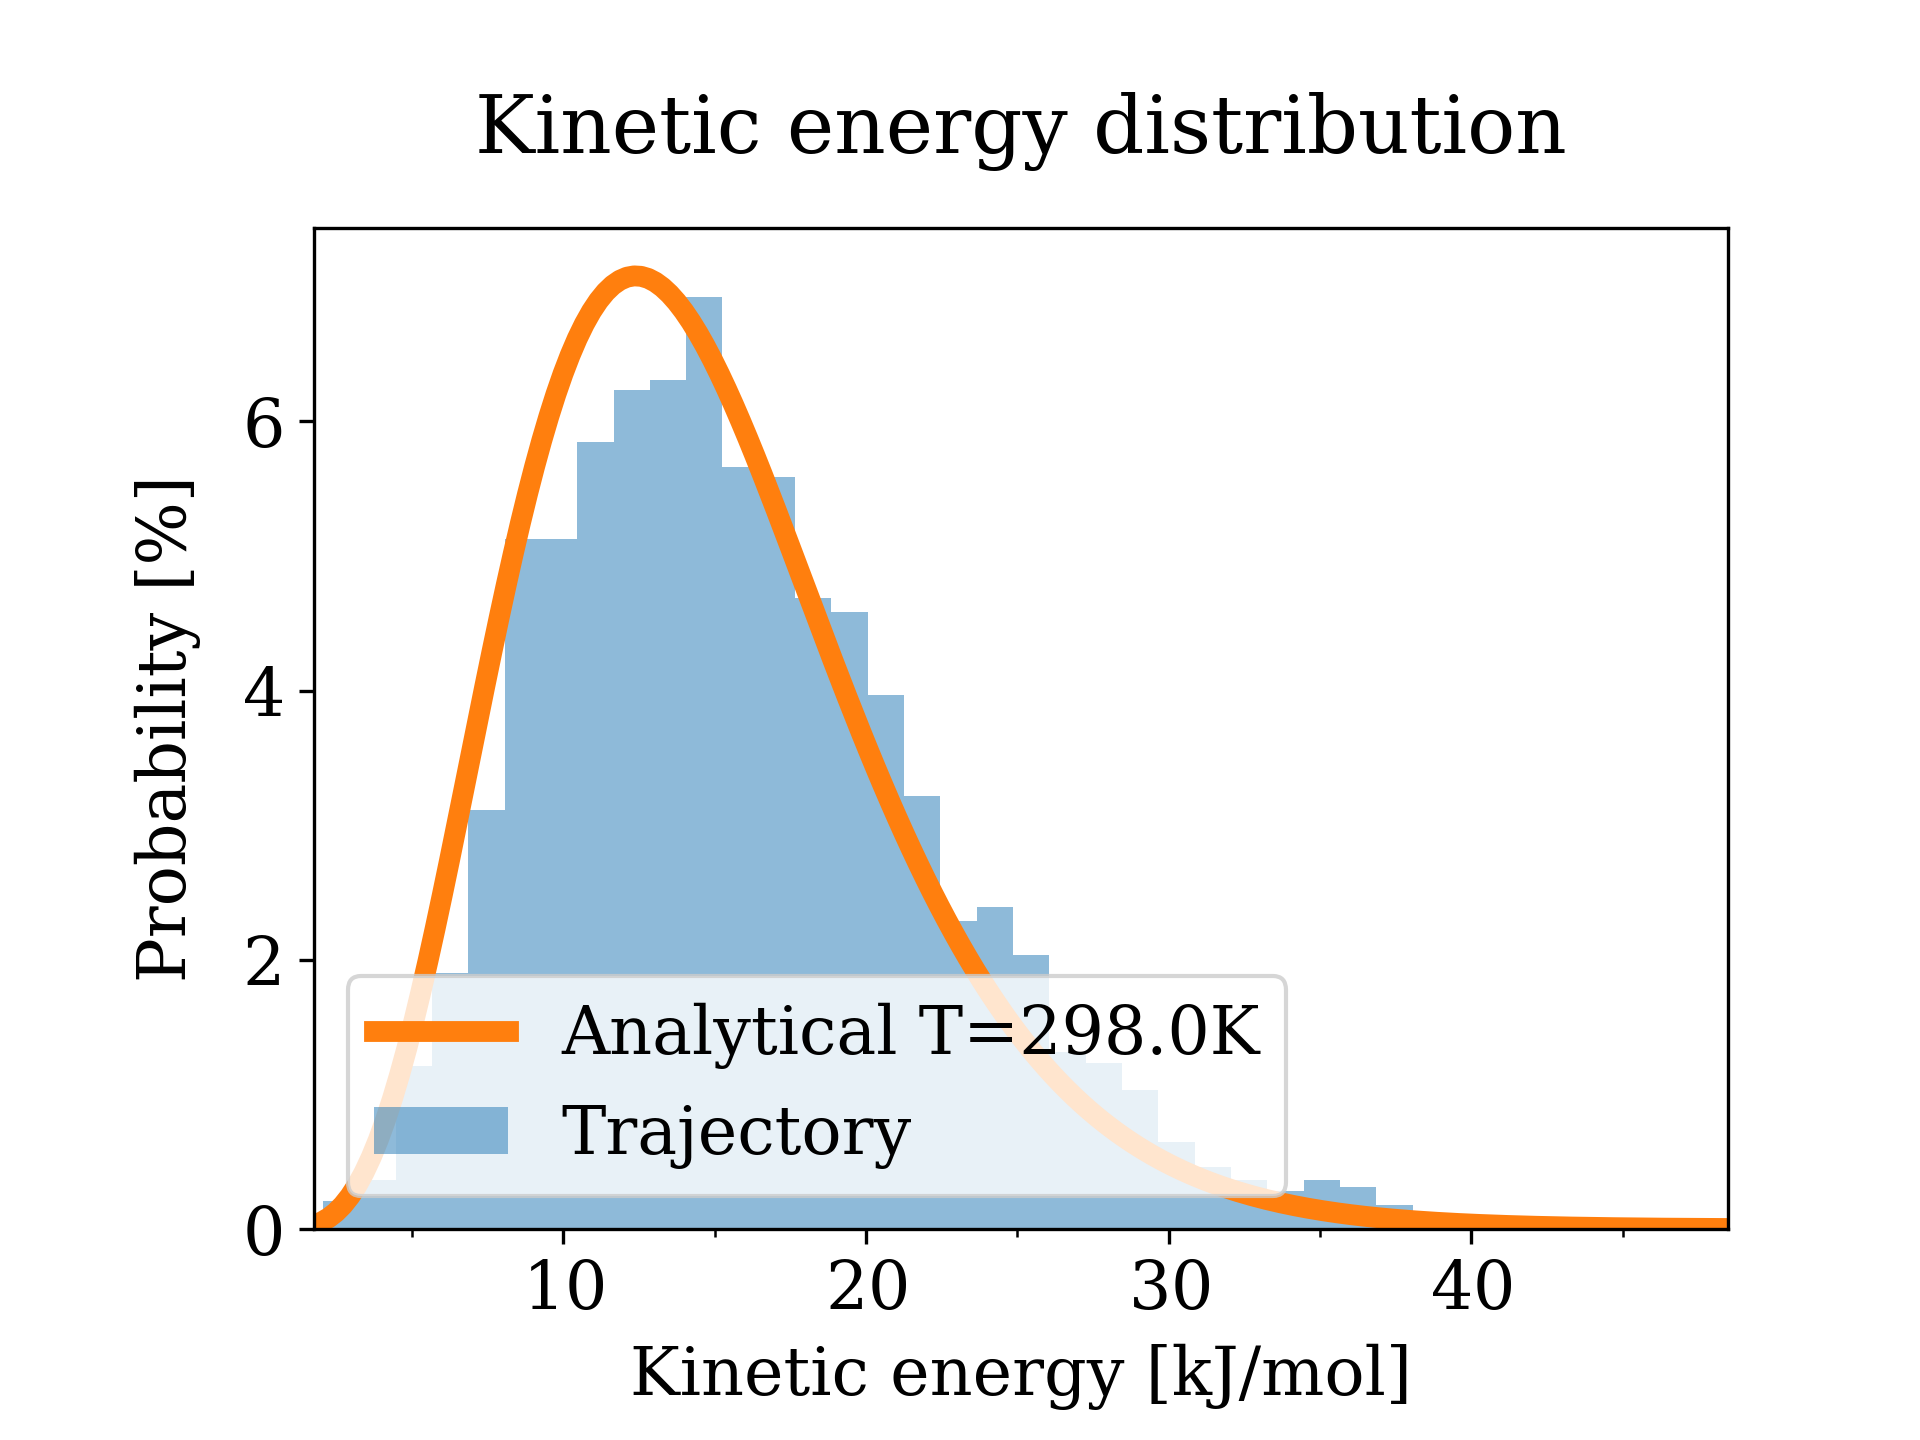 Kinetic energy distribution
Probability [%]
6
4
2
0
Analytical T=298.0K
Trajectory
10 20 30 40
Kinetic energy [kJ/mol]